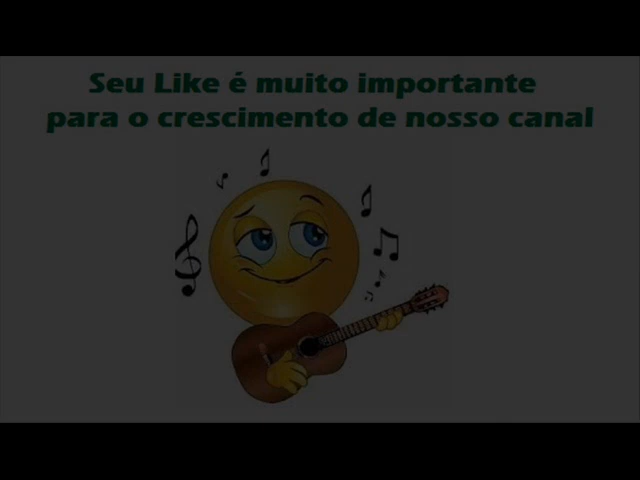 Seu Like é muito importante
para o crescimento de nosso canal